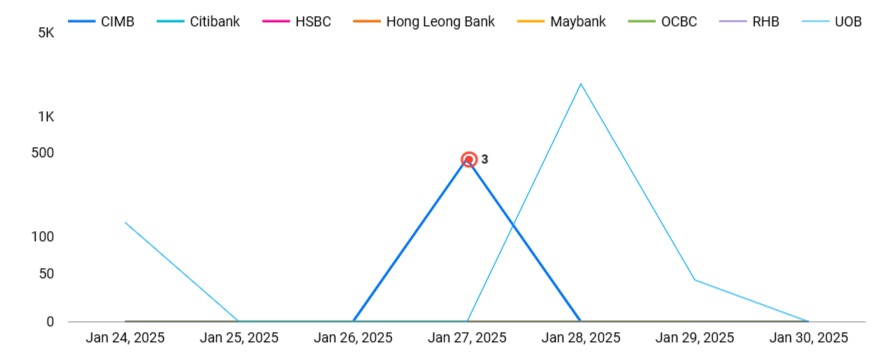 CIMB Citibank HSBC Hong Leong Bank Maybank OCBC RHB UOB
5K
1K
500
3
100
50
0
Jan 24, 2025 Jan 25, 2025 Jan 26, 2025 Jan 27, 2025 Jan 28, 2025 Jan 29, 2025 Jan 30, 2025